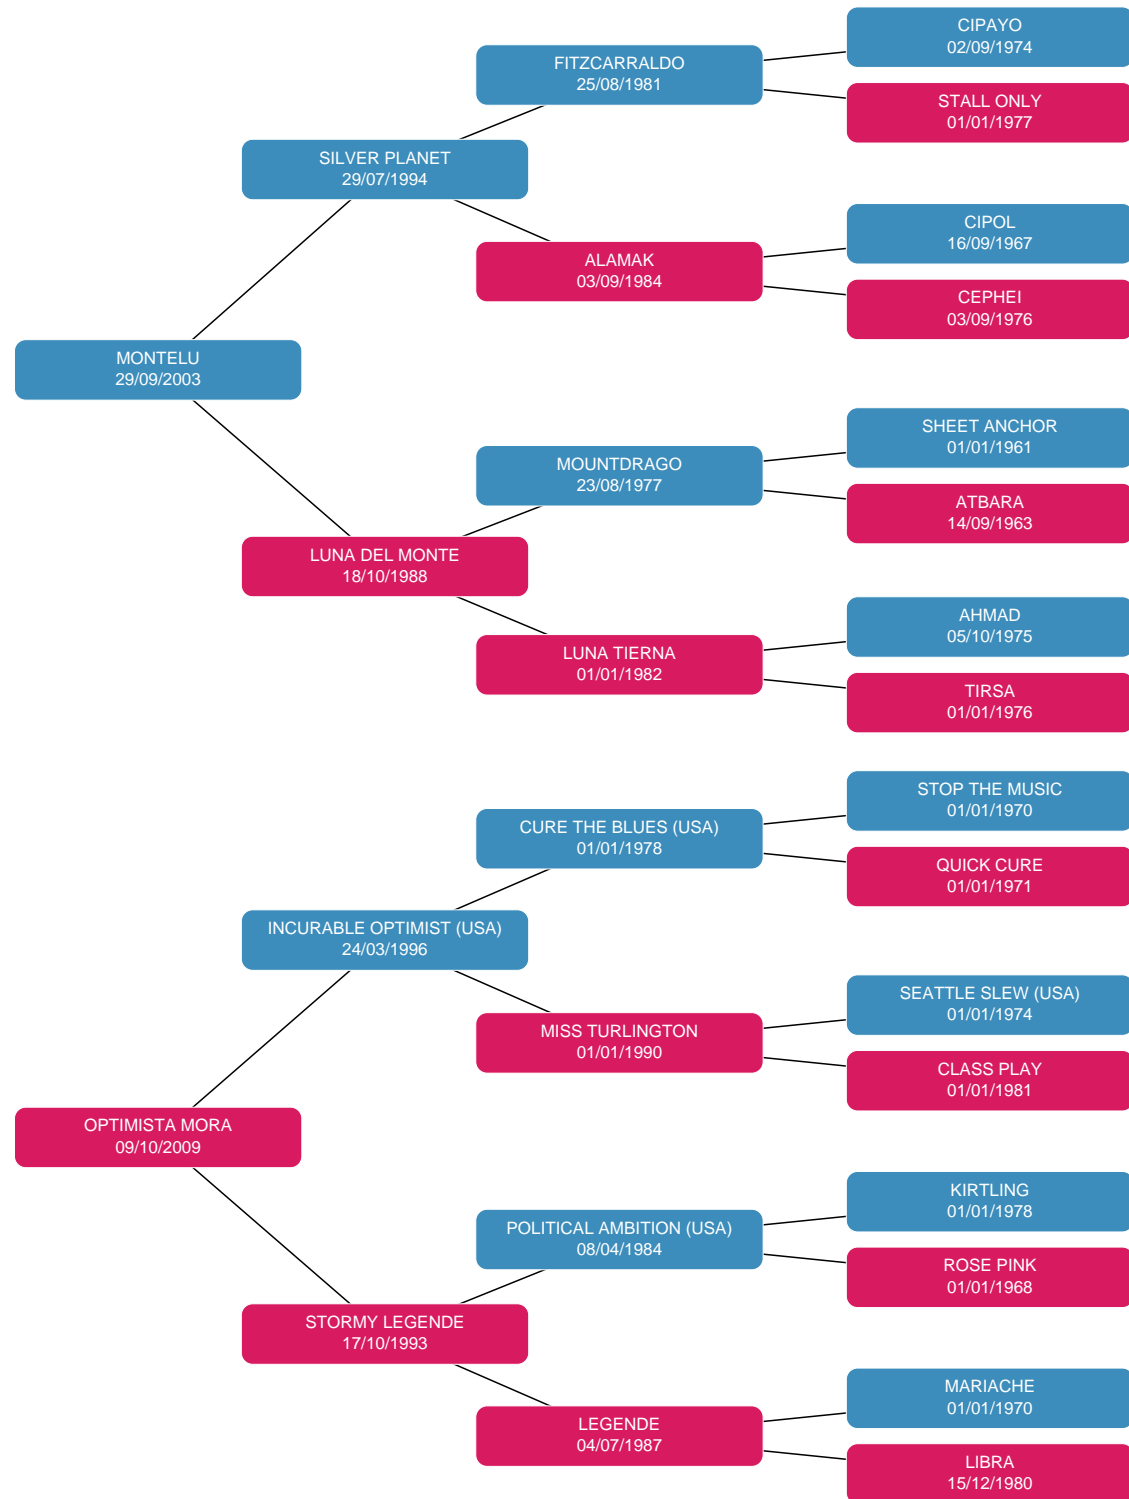 CIPAYO
02/09/1974
FITZCARRALDO
25/08/1981
STALL ONLY
01/01/1977
SILVER PLANET
29/07/1994
CIPOL
16/09/1967
ALAMAK
03/09/1984
CEPHEI
03/09/1976
MONTELU
29/09/2003
SHEET ANCHOR
01/01/1961
MOUNTDRAGO
23/08/1977
ATBARA
14/09/1963
LUNA DEL MONTE
18/10/1988
AHMAD
05/10/1975
LUNA TIERNA
01/01/1982
TIRSA
01/01/1976
STOP THE MUSIC
01/01/1970
CURE THE BLUES (USA)
01/01/1978
QUICK CURE
01/01/1971
INCURABLE OPTIMIST (USA)
24/03/1996
SEATTLE SLEW (USA)
01/01/1974
MISS TURLINGTON
01/01/1990
CLASS PLAY
01/01/1981
OPTIMISTA MORA
09/10/2009
KIRTLING
01/01/1978
POLITICAL AMBITION (USA)
08/04/1984
ROSE PINK
01/01/1968
STORMY LEGENDE
17/10/1993
MARIACHE
01/01/1970
LEGENDE
04/07/1987
LIBRA
15/12/1980